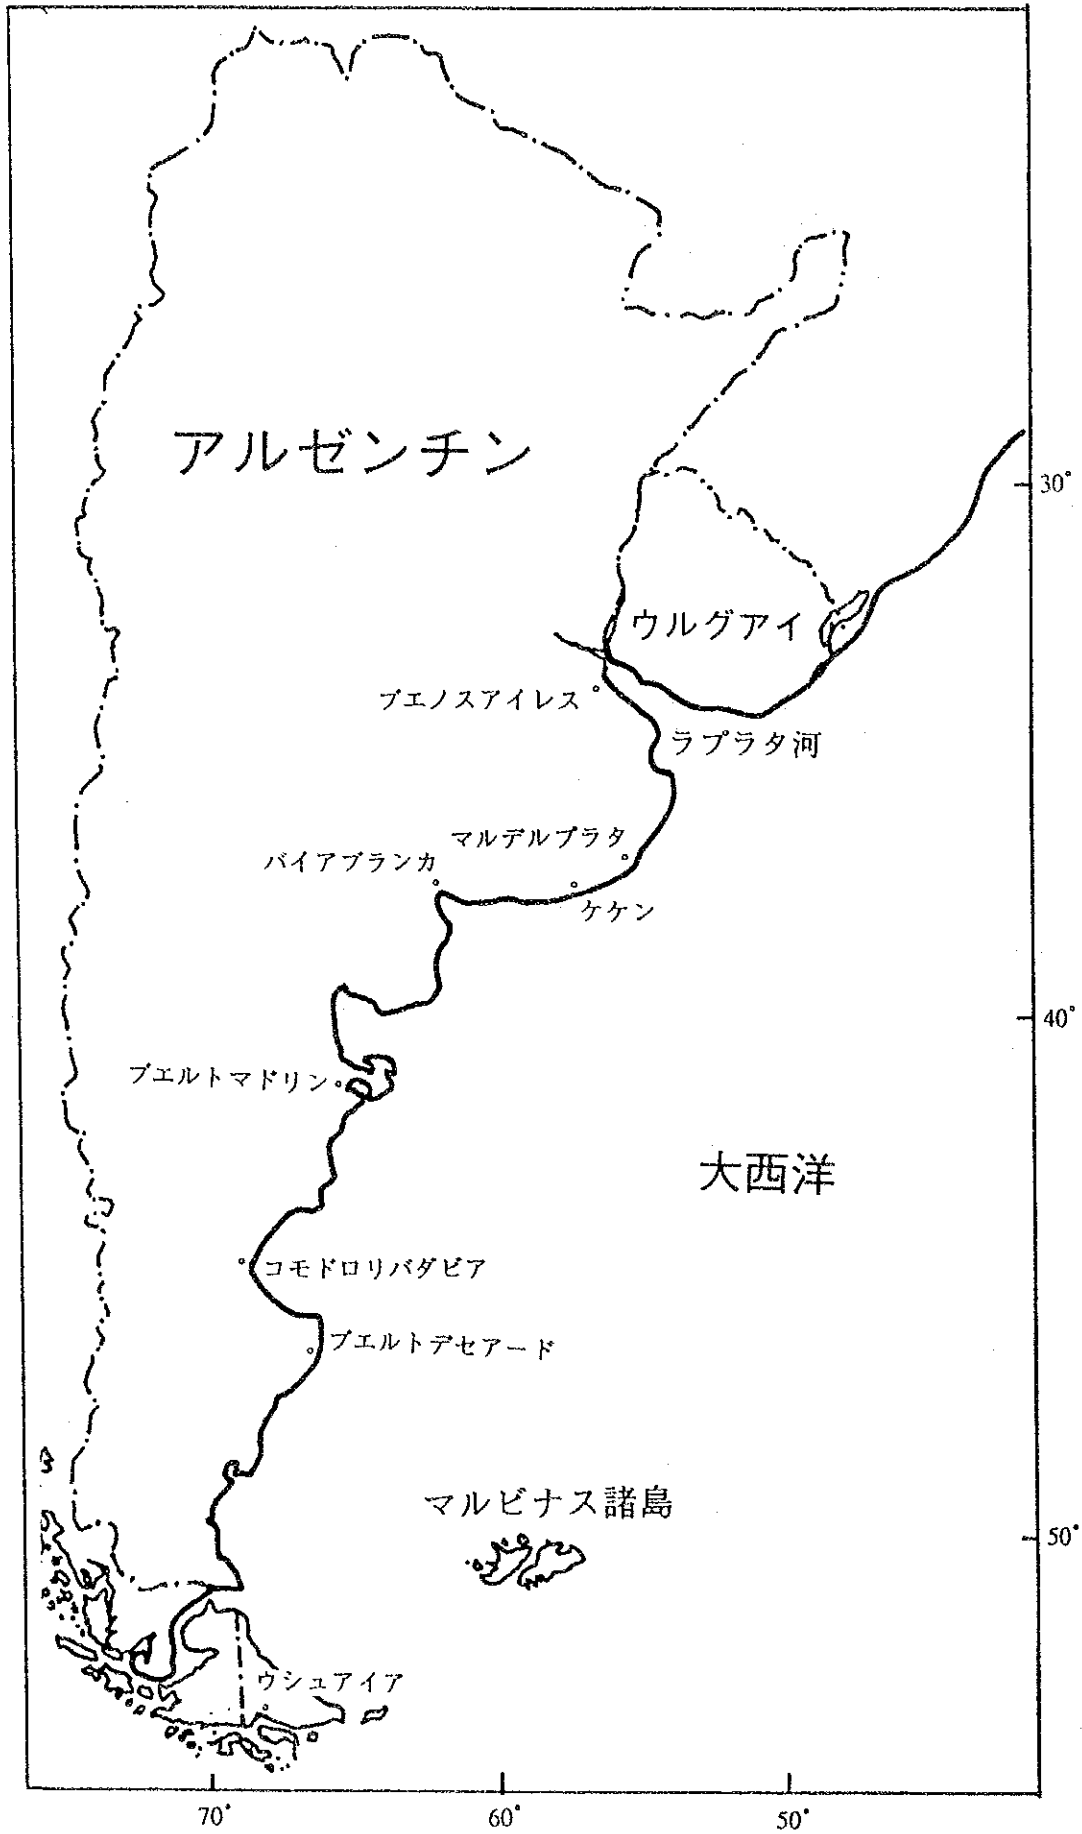 アルゼンチン
30°
ウルグアイ
ブエノスアイレス
ラプラタ河
マルデルプラタ
バイアブランカ
ケケン
40°
プエルトマドリン
大西洋
コモドロリバダビア
プエルトデセアード
マルビナス諸島
50°
ウシュアイア
70°
60°
50°